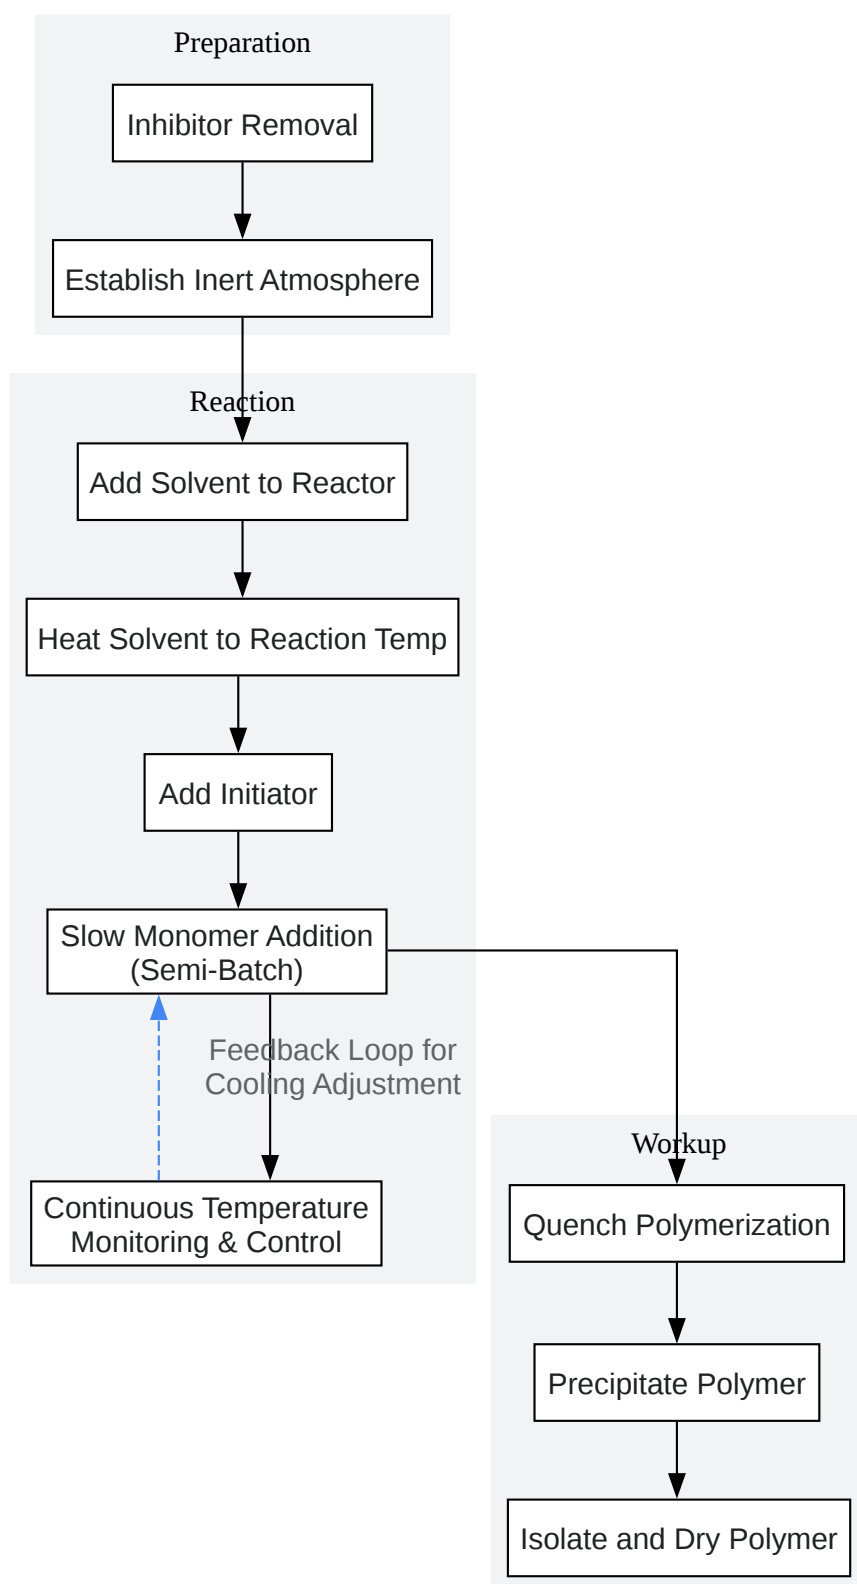 Preparation
Inhibitor Removal
Establish Inert Atmosphere
Reaction
Add Solvent to Reactor
Heat Solvent to Reaction Temp
Add Initiator
Slow Monomer Addition
(Semi-Batch)
Feedback Loop for
Cooling Adjustment
Continuous Temperature
Monitoring & Control
Workup
Quench Polymerization
Precipitate Polymer
Isolate and Dry Polymer